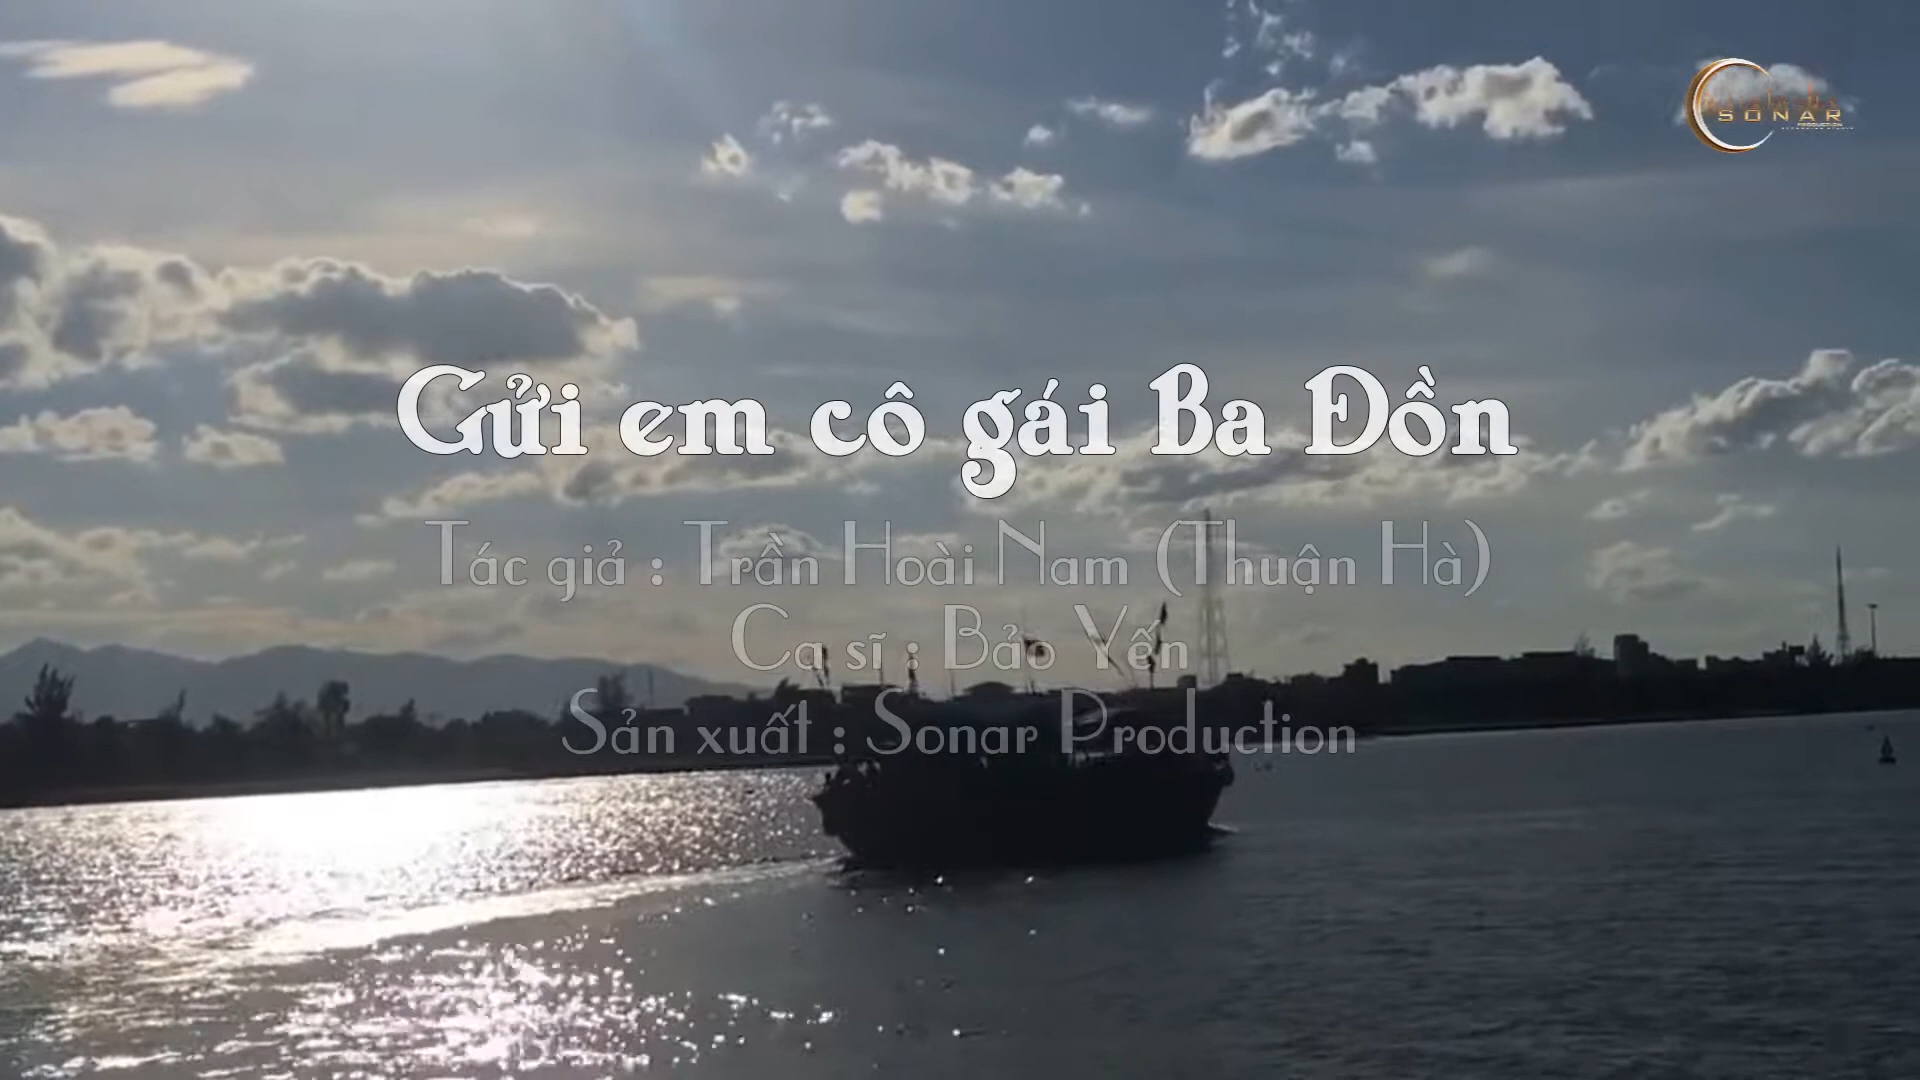 SONAR
PRODUCTION
Gửi em cô gái Ba Đồn
Tác giả : Trần Hoài Nam (Thuận Hà)
Ca sĩ : Bảo Yến
Sản xuất : Sonar Production